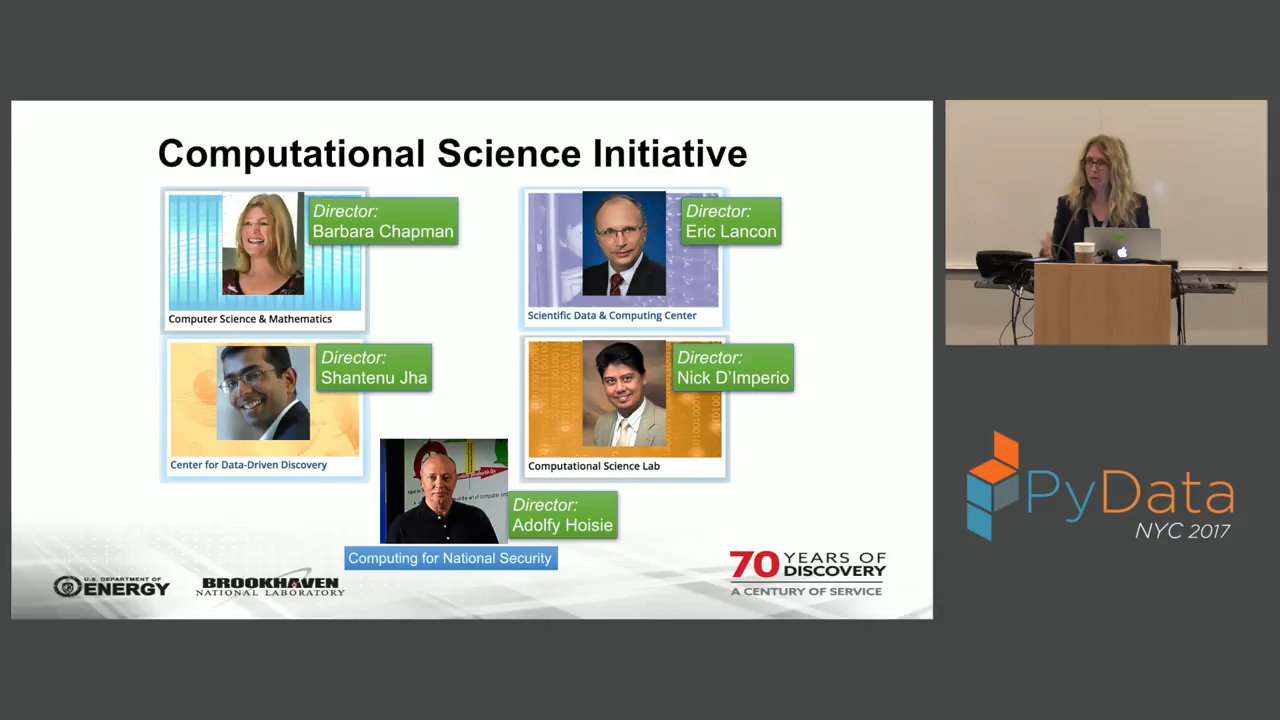 Computational Science Initiative
Director:
Barbara Chapman
Computer Science & Mathematics
Director:
Eric Lancon
Scientific Data & Computing Center
Director:
Shantenu Jha
Center for Data-Driven Discovery
Director:
Nick D'Imperio
Computational Science Lab
Director:
Adolfy Hoisie
Computing for National Security
U.S. DEPARTMENT OF
ENERGY
BROOKHAVEN
NATIONAL LABORATORY
70 YEARS OF
DISCOVERY
A CENTURY OF SERVICE
PyData
NYC 2017